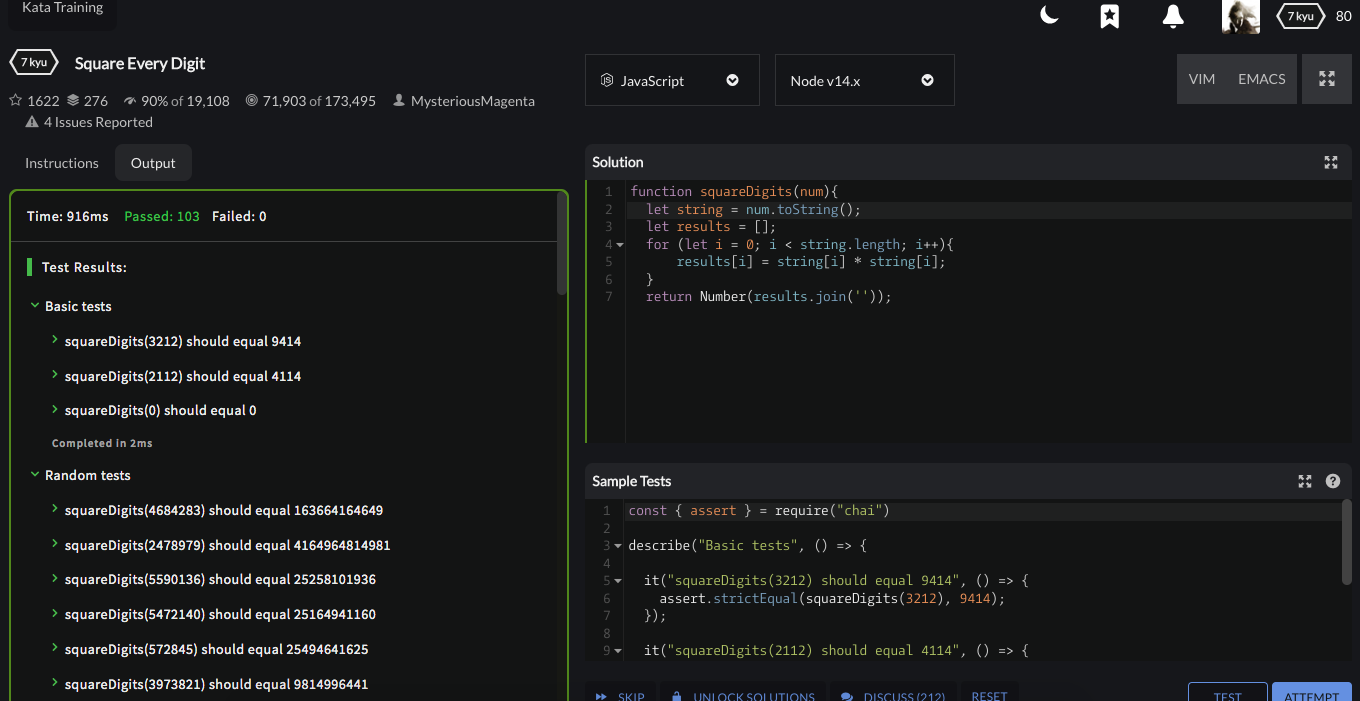 Kata Training
7 kyu
80
7 kyu
Square Every Digit
1622 276 90% of 19,108 71,903 of 173,495 MysteriousMagenta
4 Issues Reported
JavaScript
Node v14.x
VIM
EMACS
Instructions
Output
Time: 916ms Passed: 103 Failed: 0
Test Results:
Basic tests
squareDigits(3212) should equal 9414
squareDigits(2112) should equal 4114
squareDigits(0) should equal 0
Completed in 2ms
Random tests
squareDigits(4684283) should equal 163664164649
squareDigits(2478979) should equal 4164964814981
squareDigits(5590136) should equal 25258101936
squareDigits(5472140) should equal 25164941160
squareDigits(572845) should equal 25494641625
squareDigits(3973821) should equal 9814996441
Solution
1 function squareDigits(num){
2 let string = num.toString();
3 let results = [];
4 for (let i = 0; i < string.length; i++){
5 results[i] = string[i] * string[i];
6 }
7 return Number(results.join(''));
Sample Tests
1 const { assert } = require("chai")
2
3 describe("Basic tests", () => {
4
5 it("squareDigits(3212) should equal 9414", () => {
6 assert.strictEqual(squareDigits(3212), 9414);
7 });
8
9 it("squareDigits(2112) should equal 4114", () => {
SKIP
UNLOCK SOLUTIONS
DISCUSS (212)
RESET
TEST
ATTEMPT